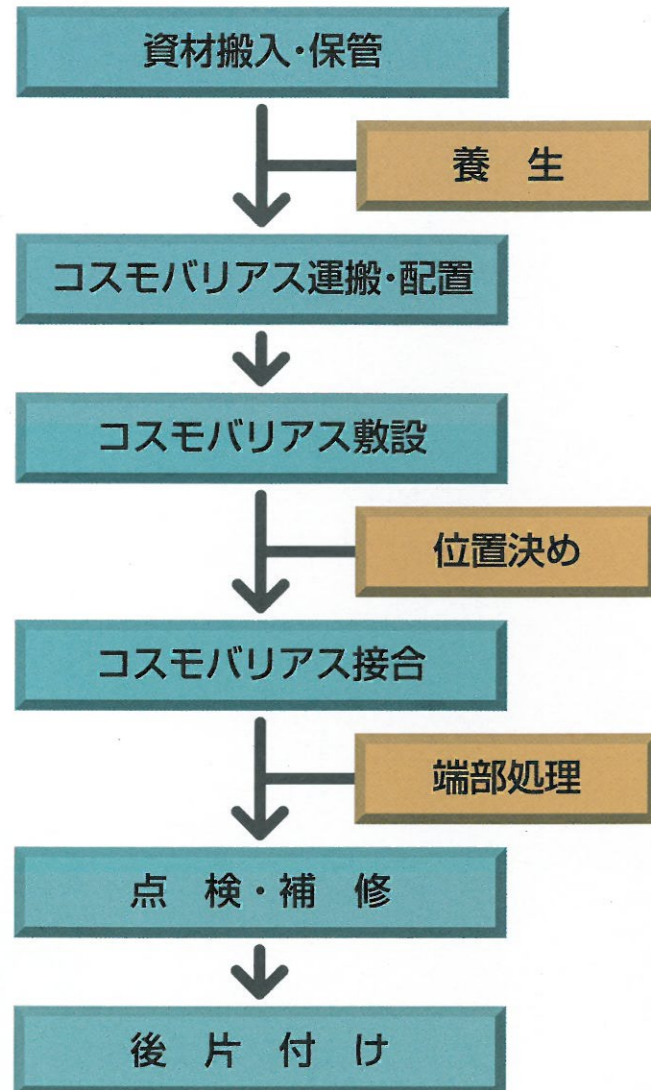 資材搬入・保管
養 生
コスモバリアス運搬・配置
コスモバリアス敷設
位置決め
コスモバリアス接合
端部処理
点 検・補 修
後 片 付 け